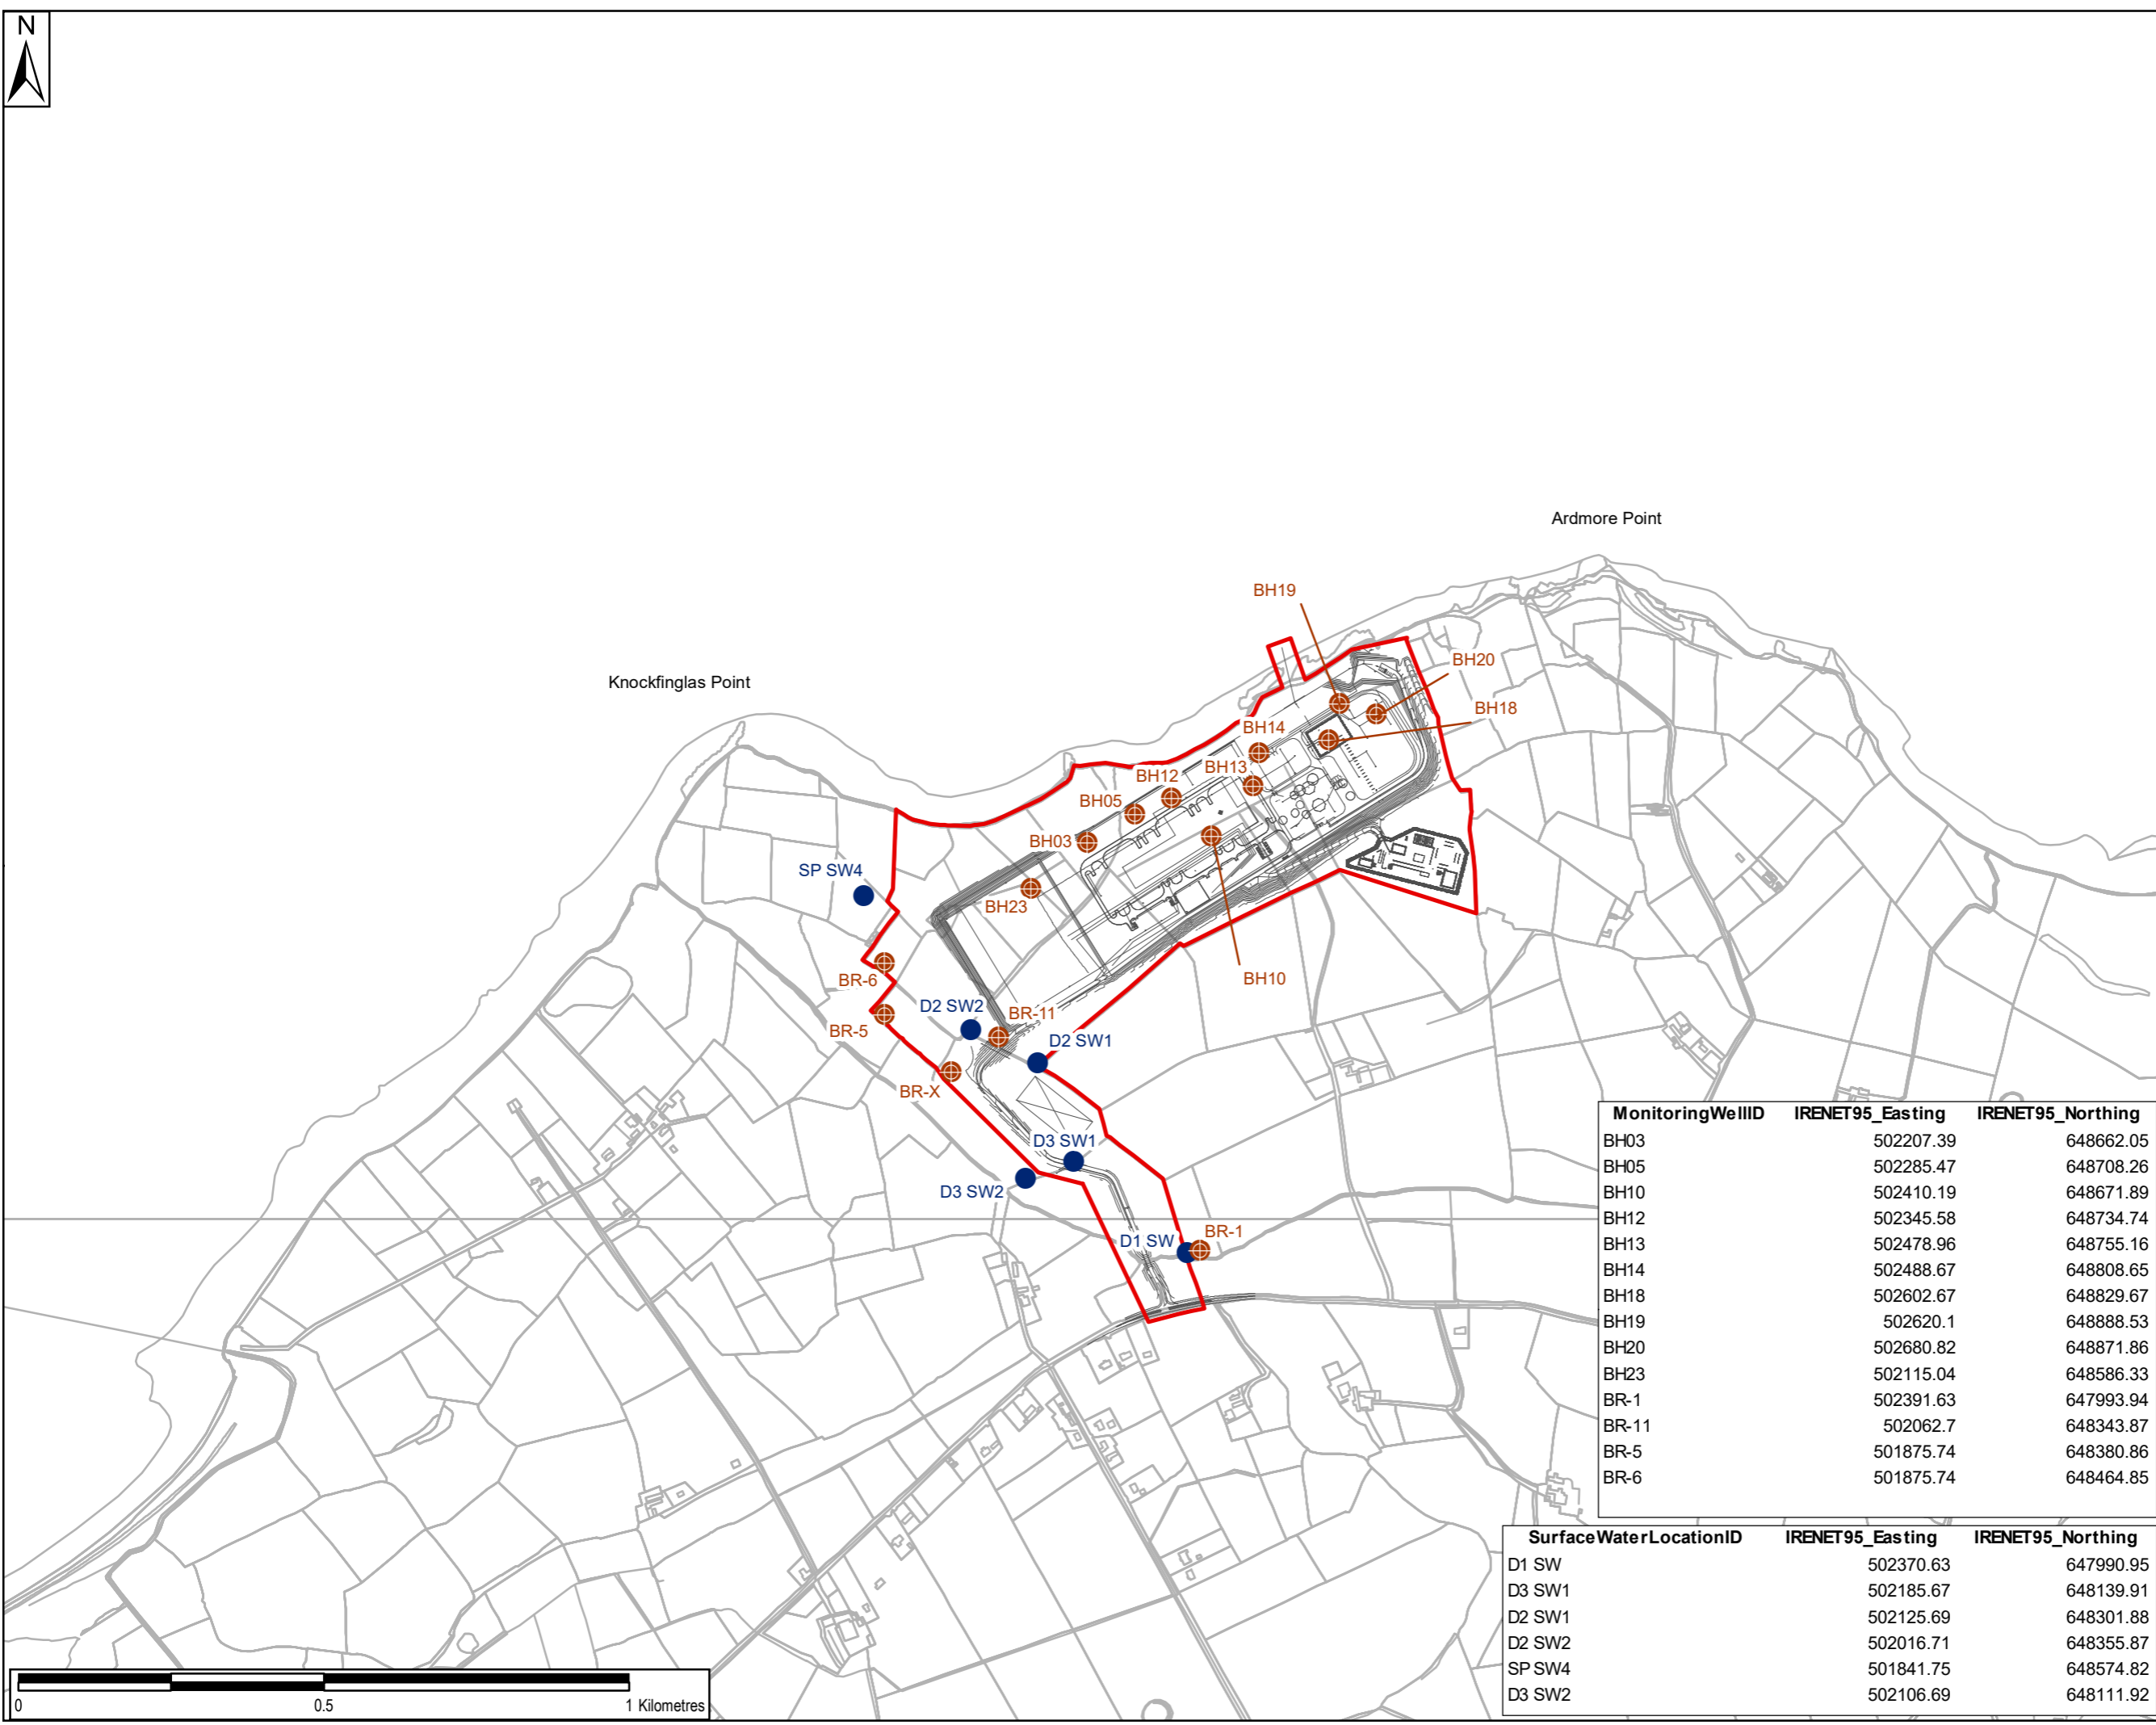 N
Ardmore Point
BH19
BH20
Knockfinglas Point
BH18
BH14
BH13
BH12
BH05
BH03
SP SW4
BH23
BR-6
BH10
D2 SW2
BR-11
BR-5
D2 SW1
BR-X
D3 SW1
D3 SW2
BR-1
D1 SW
MonitoringWellID IRENET95_Easting IRENET95_Northing
BH03 502207.39 648662.05
BH05 502285.47 648708.26
BH10 502410.19 648671.89
BH12 502345.58 648734.74
BH13 502478.96 648755.16
BH14 502488.67 648808.65
BH18 502602.67 648829.67
BH19 502620.1 648888.53
BH20 502680.82 648871.86
BH23 502115.04 648586.33
BR-1 502391.63 647993.94
BR-11 502062.7 648343.87
BR-5 501875.74 648380.86
BR-6 501875.74 648464.85
SurfaceWaterLocationID IRENET95_Easting IRENET95_Northing
D1 SW 502370.63 647990.95
D3 SW1 502185.67 648139.91
D2 SW1 502125.69 648301.88
D2 SW2 502016.71 648355.87
SP SW4 501841.75 648574.82
D3 SW2 502106.69 648111.92
0 0.5 1 Kilometres